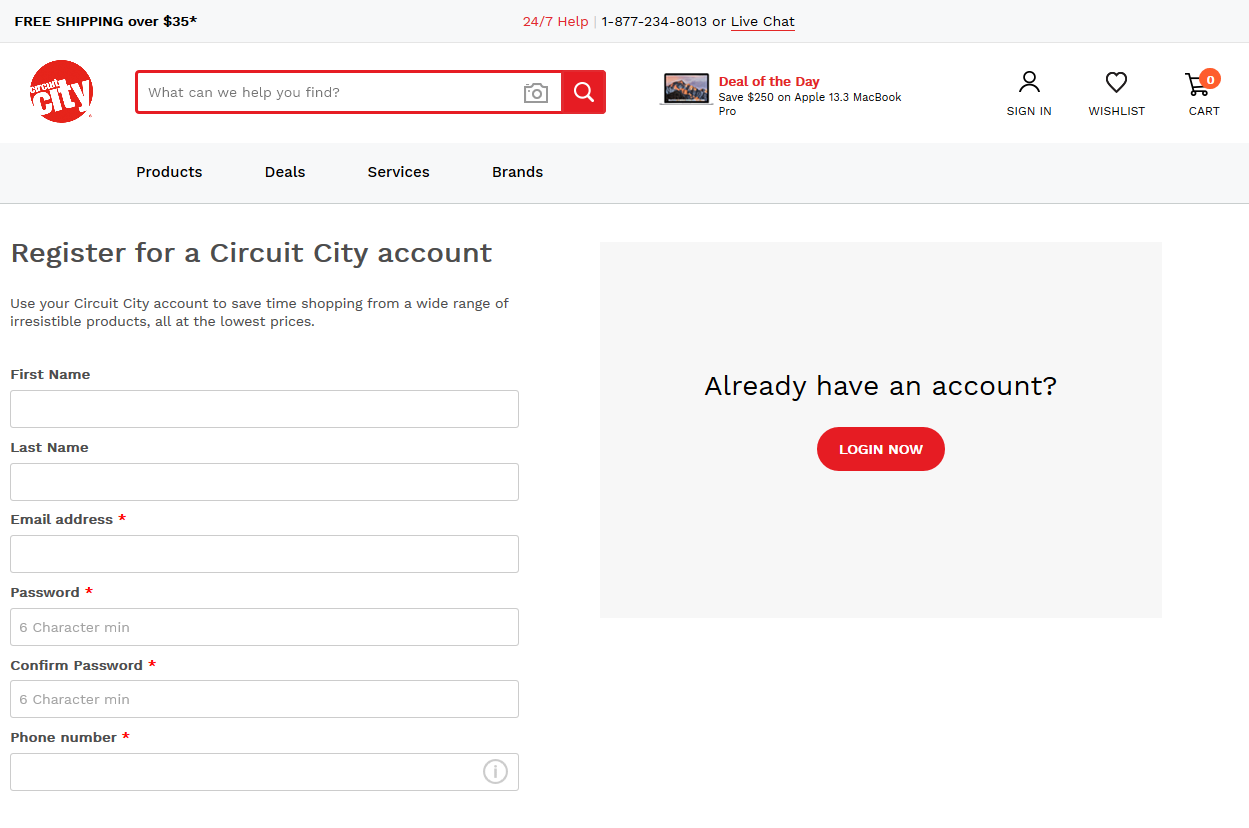 FREE SHIPPING over $35*
24/7 Help | 1-877-234-8013 or Live Chat
circuit
city
What can we help you find?
Deal of the Day
Save $250 on Apple 13.3 MacBook
Pro
0
SIGN IN
WISHLIST
CART
Products
Deals
Services
Brands
Register for a Circuit City account
Use your Circuit City account to save time shopping from a wide range of
irresistible products, all at the lowest prices.
First Name
Last Name
Email address *
Password *
6 Character min
Confirm Password *
6 Character min
Phone number *
Already have an account?
LOGIN NOW